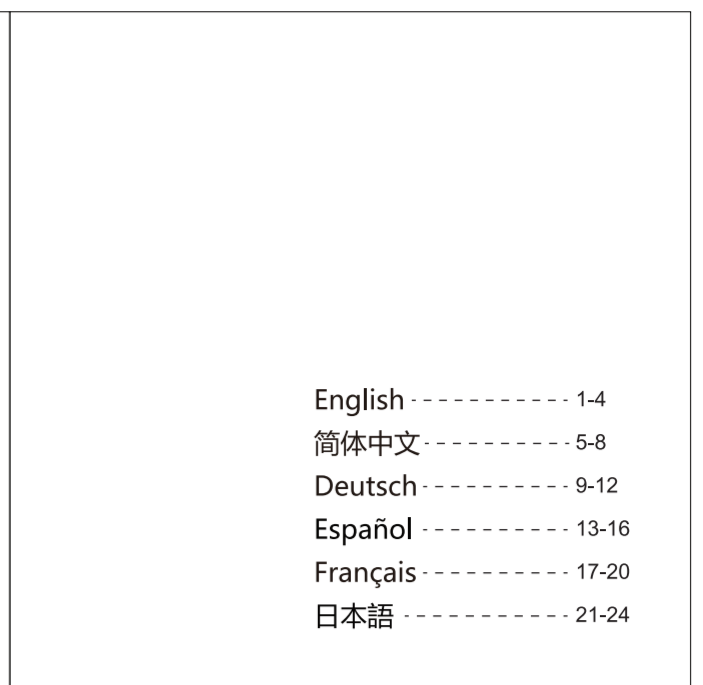 English - - - - - - - - - - - 1-4
简体中文 - - - - - - - - - - 5-8
Deutsch - - - - - - - - - - 9-12
Español - - - - - - - - - - 13-16
Français - - - - - - - - - - 17-20
日本語 - - - - - - - - - - - 21-24